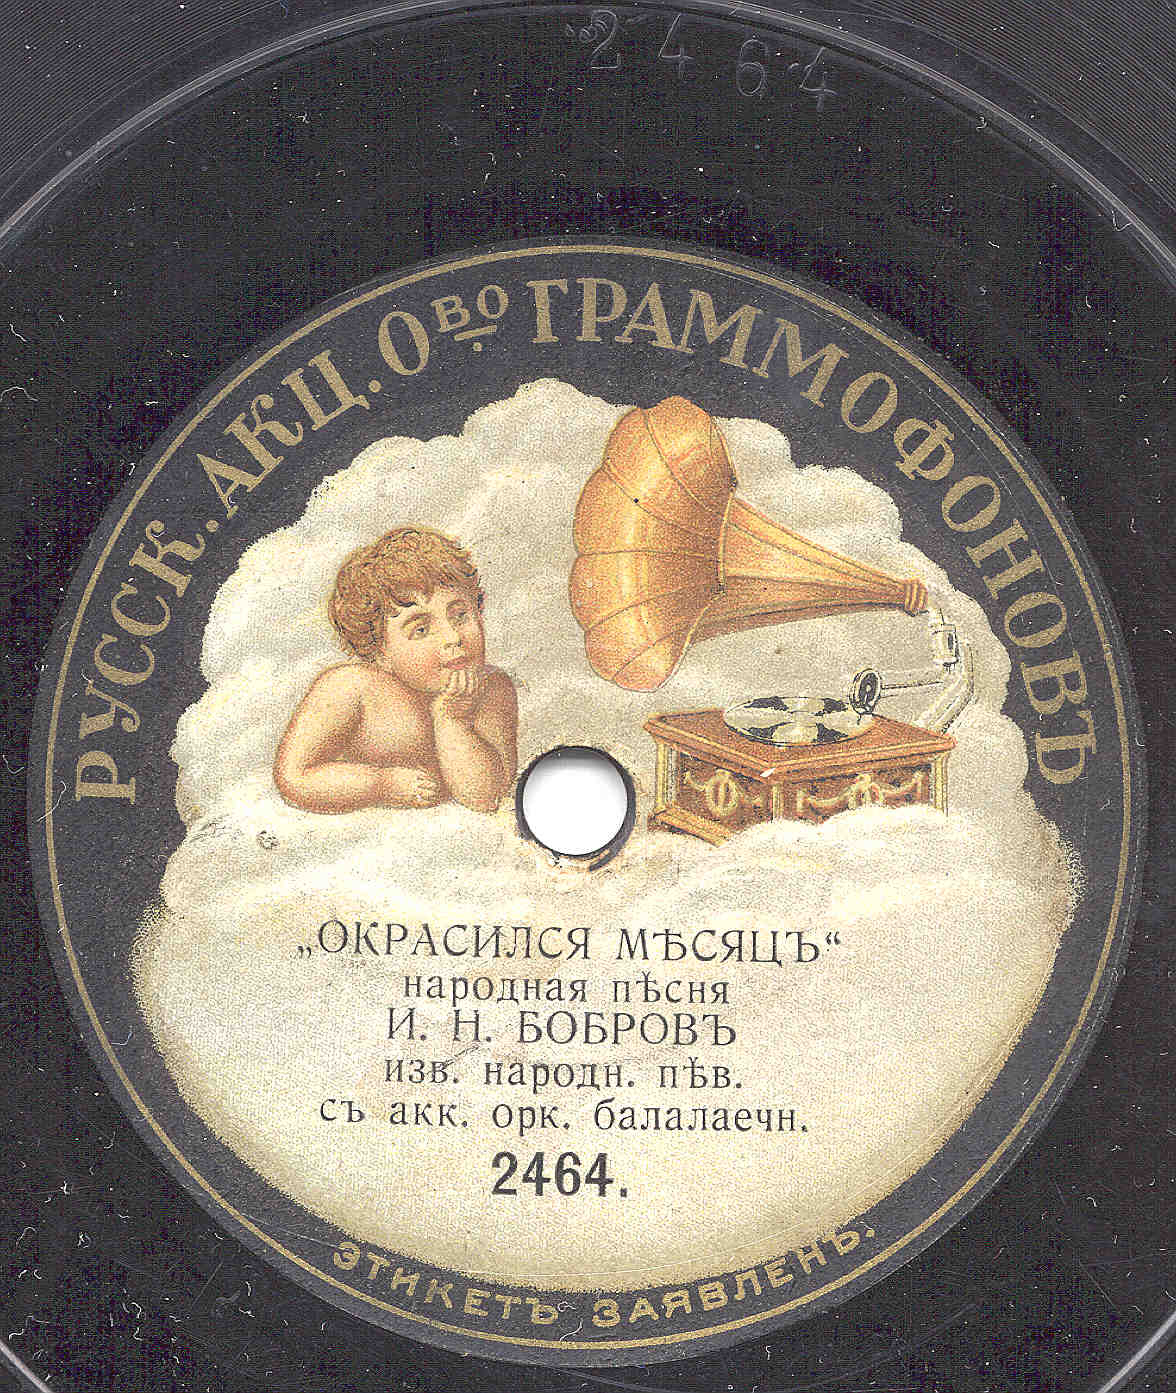 2464
РУССК. АКЦ. Ово ГРАММОФОНОВЪ
„ОКРАСИЛСЯ МѢСЯЦЪ“
народная пѣсня
И. Н. БОБРОВЪ
изв. народн. пѣв.
съ акк. орк. балалаечн.
2464.
ЭТИКЕТЪ ЗАЯВЛЕНЪ.